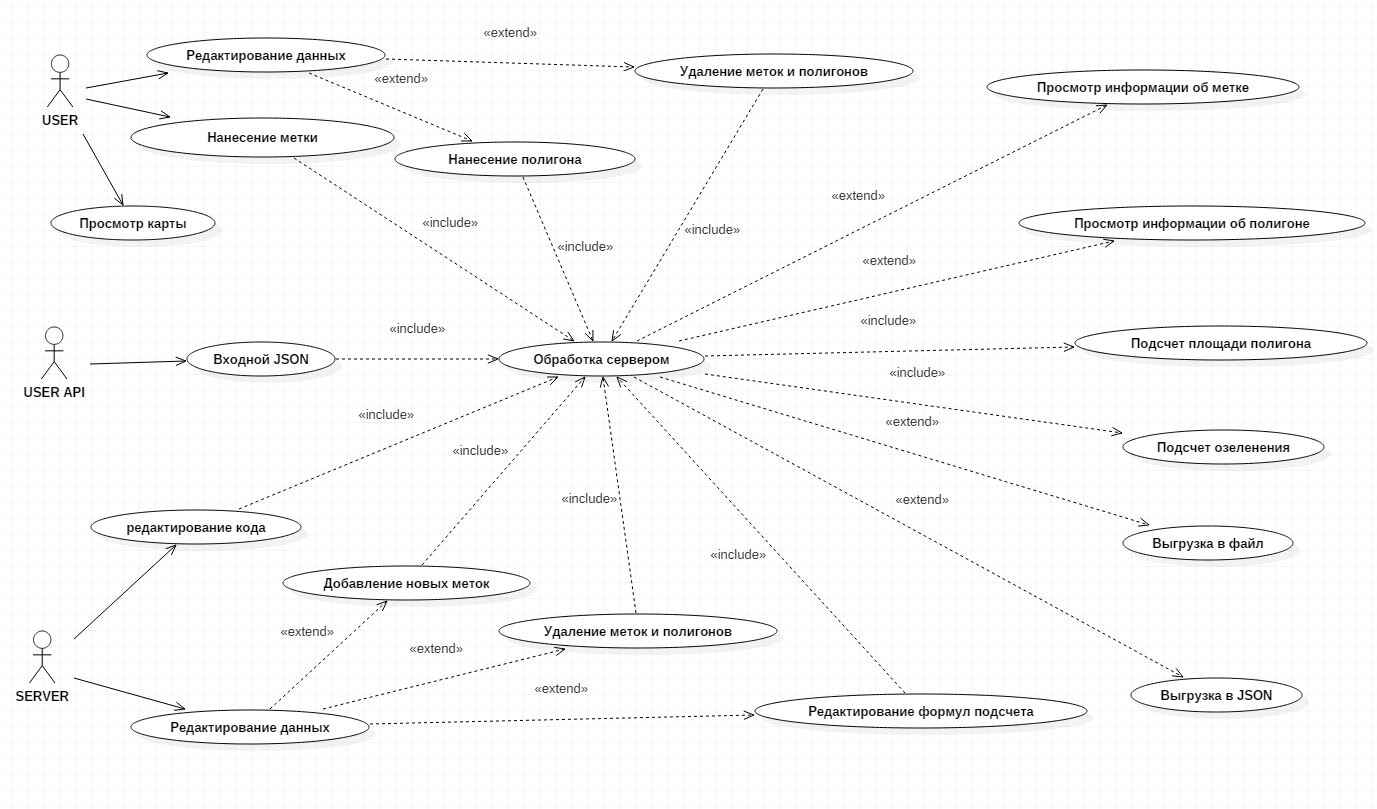 «extend»
Редактирование данных
Удаление меток и полигонов
«extend»
Просмотр информации об метке
USER
Нанесение метки
Нанесение полигона
«extend»
Просмотр карты
«include»
«include»
«include»
Просмотр информации об полигоне
«extend»
«include»
«include»
Входной JSON
Обработка сервером
Подсчет площади полигона
USER API
«include»
«include»
«extend»
«include»
Подсчет озеленения
«include»
«extend»
редактирование кода
Выгрузка в файл
«include»
Добавление новых меток
«extend»
Удаление меток и полигонов
«extend»
SERVER
«extend»
Выгрузка в JSON
Редактирование данных
Редактирование формул подсчета